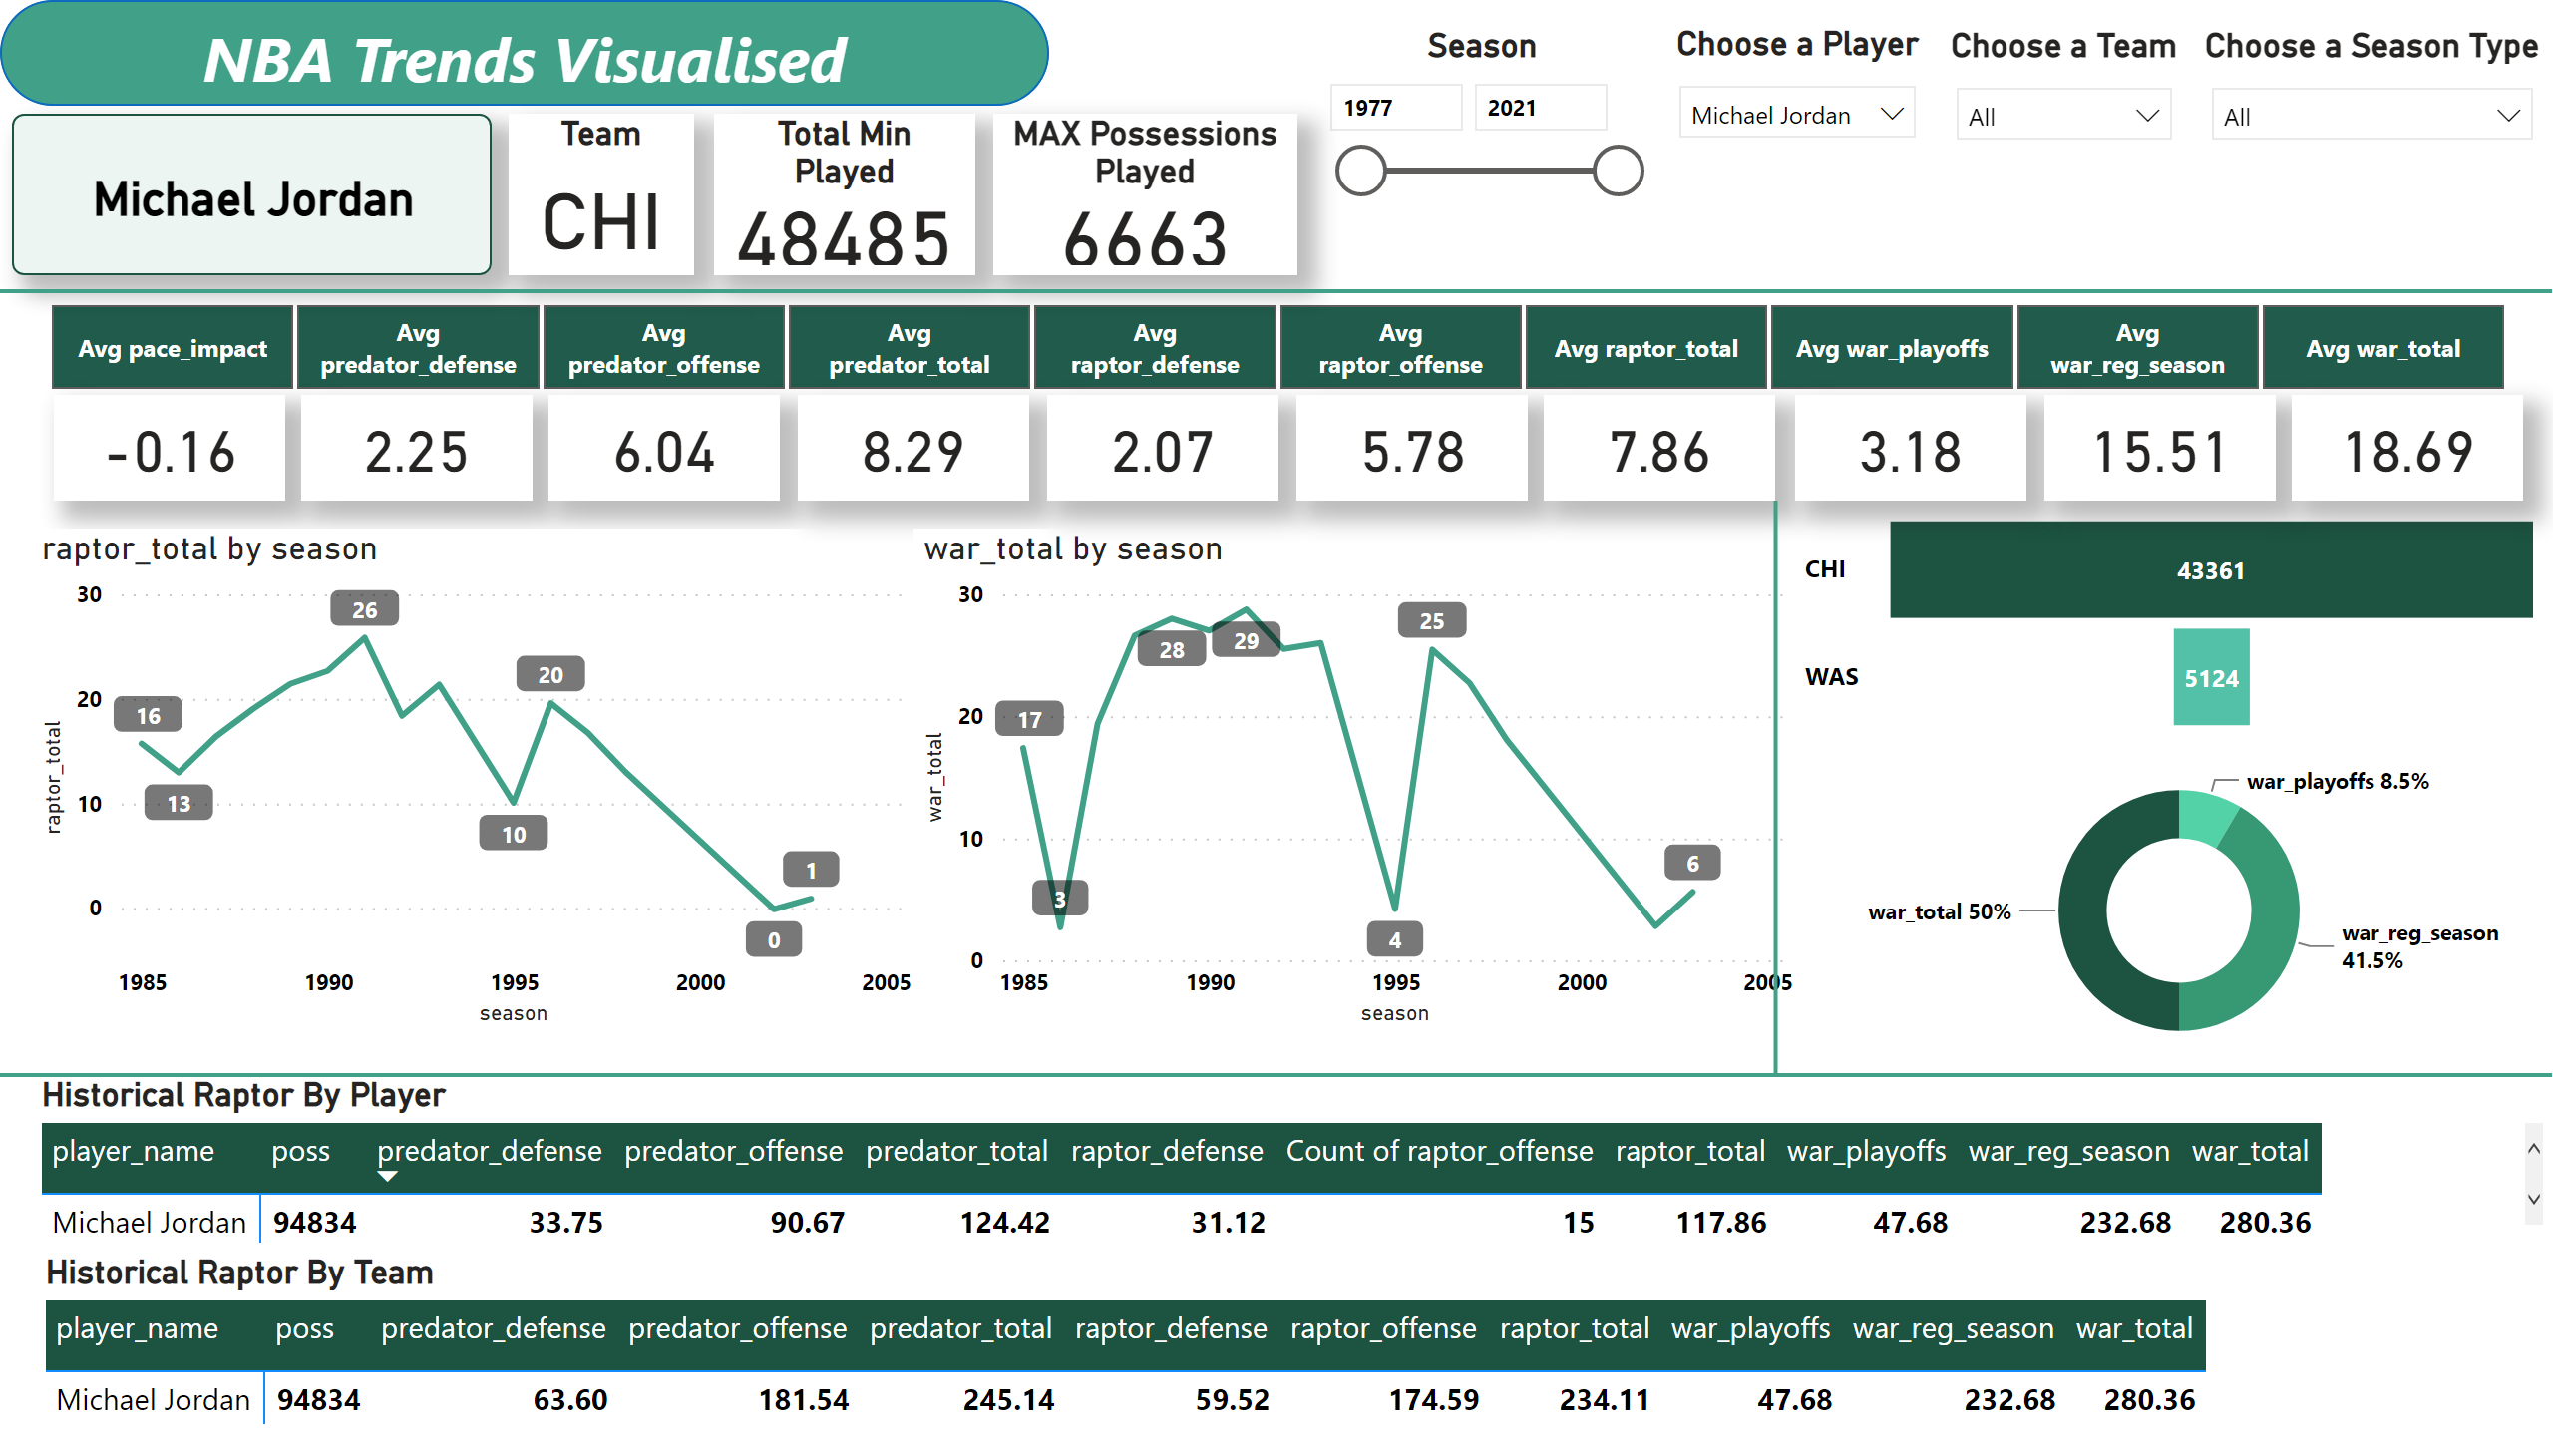 NBA Trends Visualised
Season
Choose a Player
Choose a Team
Choose a Season Type
1977
2021
Michael Jordan
All
All
Michael Jordan
Team
CHI
Total Min
Played
48485
MAX Possessions
Played
6663
Avg pace_impact
Avg
predator_defense
Avg
predator_offense
Avg
predator_total
Avg
raptor_defense
Avg
raptor_offense
Avg raptor_total
Avg war_playoffs
Avg
war_reg_season
Avg war_total
-0.16
2.25
6.04
8.29
2.07
5.78
7.86
3.18
15.51
18.69
raptor_total by season
raptor_total
30
20
10
0
16
13
26
10
20
0
1
1985
1990
1995
2000
2005
season
war_total by season
war_total
30
20
10
0
17
3
28
29
4
25
6
1985
1990
1995
2000
2005
season
CHI
43361
WAS
5124
war_playoffs 8.5%
war_total 50%
war_reg_season
41.5%
Historical Raptor By Player
player_name poss predator_defense predator_offense predator_total raptor_defense Count of raptor_offense raptor_total war_playoffs war_reg_season war_total
Michael Jordan 94834 33.75 90.67 124.42 31.12 15 117.86 47.68 232.68 280.36
Historical Raptor By Team
player_name poss predator_defense predator_offense predator_total raptor_defense raptor_offense raptor_total war_playoffs war_reg_season war_total
Michael Jordan 94834 63.60 181.54 245.14 59.52 174.59 234.11 47.68 232.68 280.36